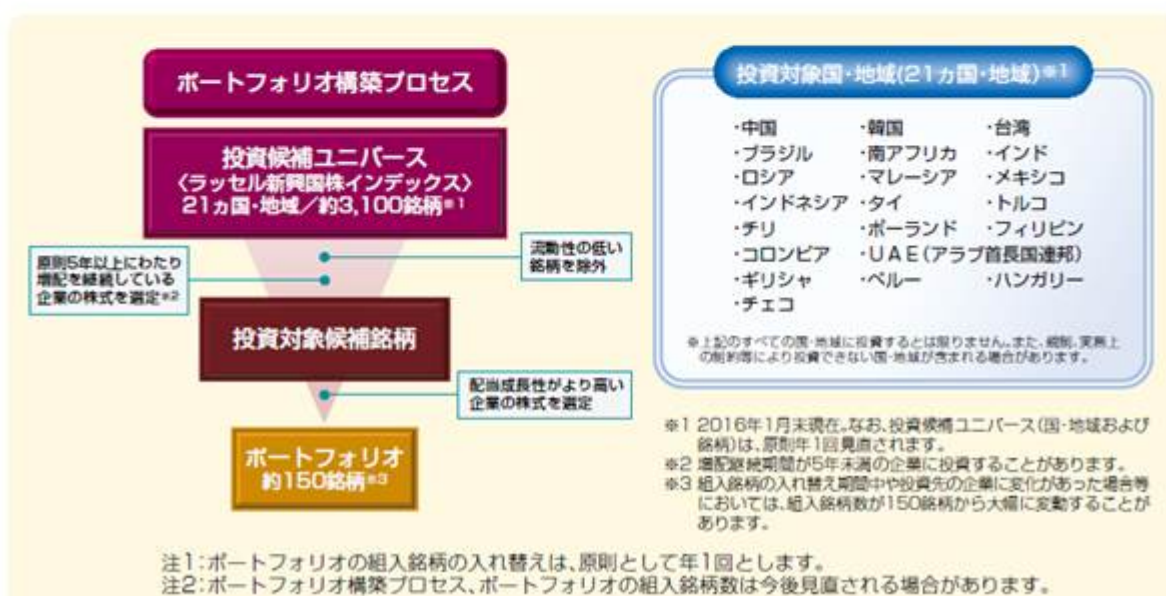 ポートフォリオ構築プロセス
投資候補ユニバース
〈ラッセル新興国株インデックス〉
21ヵ国・地域／約3,100銘柄※1
流動性の低い
銘柄を除外
原則5年以上にわたり
増配を継続している
企業の株式を選定※2
投資対象候補銘柄
配当成長性がより高い
企業の株式を選定
ポートフォリオ
約150銘柄※3
投資対象国・地域(21ヵ国・地域)※1
・中国 ・韓国 ・台湾
・ブラジル ・南アフリカ ・インド
・ロシア ・マレーシア ・メキシコ
・インドネシア ・タイ ・トルコ
・チリ ・ポーランド ・フィリピン
・コロンビア ・UAE(アラブ首長国連邦)
・ギリシャ ・ペルー ・ハンガリー
・チェコ
※上記のすべての国・地域に投資するとは限りません。また、規制、実務上
の制約等により投資できない国・地域が含まれる場合があります。
※1 2016年1月末現在。なお、投資候補ユニバース(国・地域および
銘柄)は、原則年1回見直されます。
※2 増配継続期間が5年未満の企業に投資することがあります。
※3 組入銘柄の入れ替え期間中や投資先の企業に変化があった場合等
においては、組入銘柄数が150銘柄から大幅に変動することが
あります。
注1：ポートフォリオの組入銘柄の入れ替えは、原則として年1回とします。
注2：ポートフォリオ構築プロセス、ポートフォリオの組入銘柄数は今後見直される場合があります。